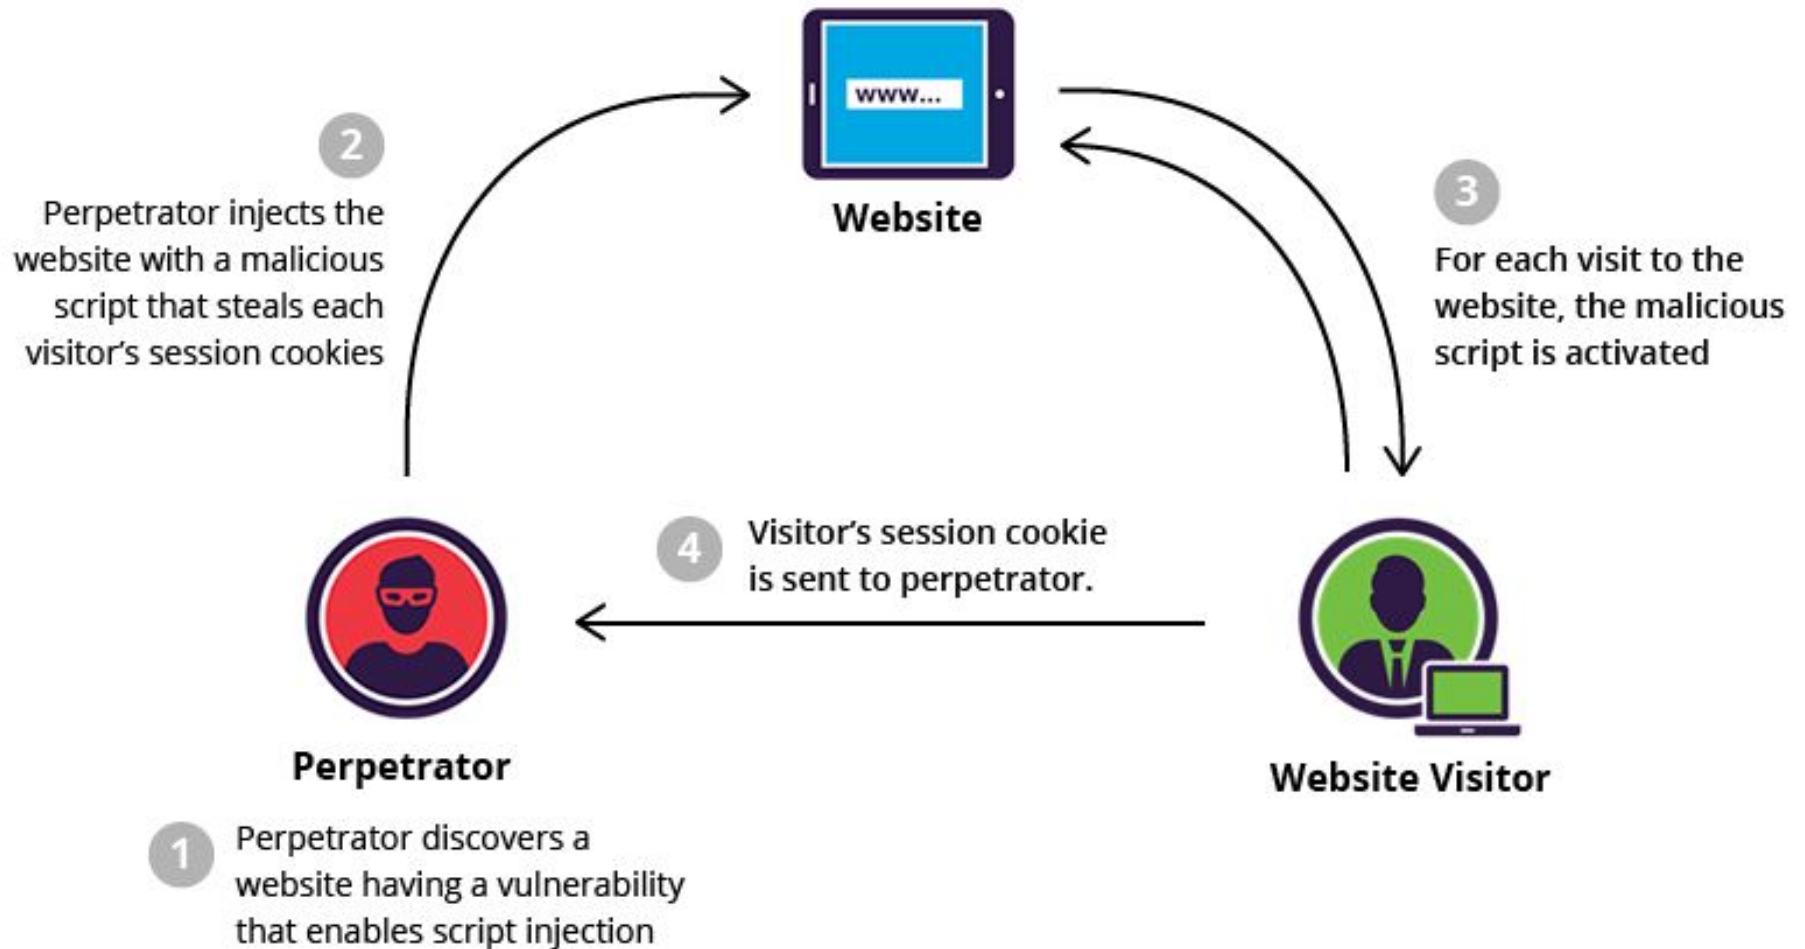 www...
Website
2
Perpetrator injects the
website with a malicious
script that steals each
visitor's session cookies
3
For each visit to the
website, the malicious
script is activated
4
Visitor's session cookie
is sent to perpetrator.
Perpetrator
Website Visitor
1
Perpetrator discovers a
website having a vulnerability
that enables script injection